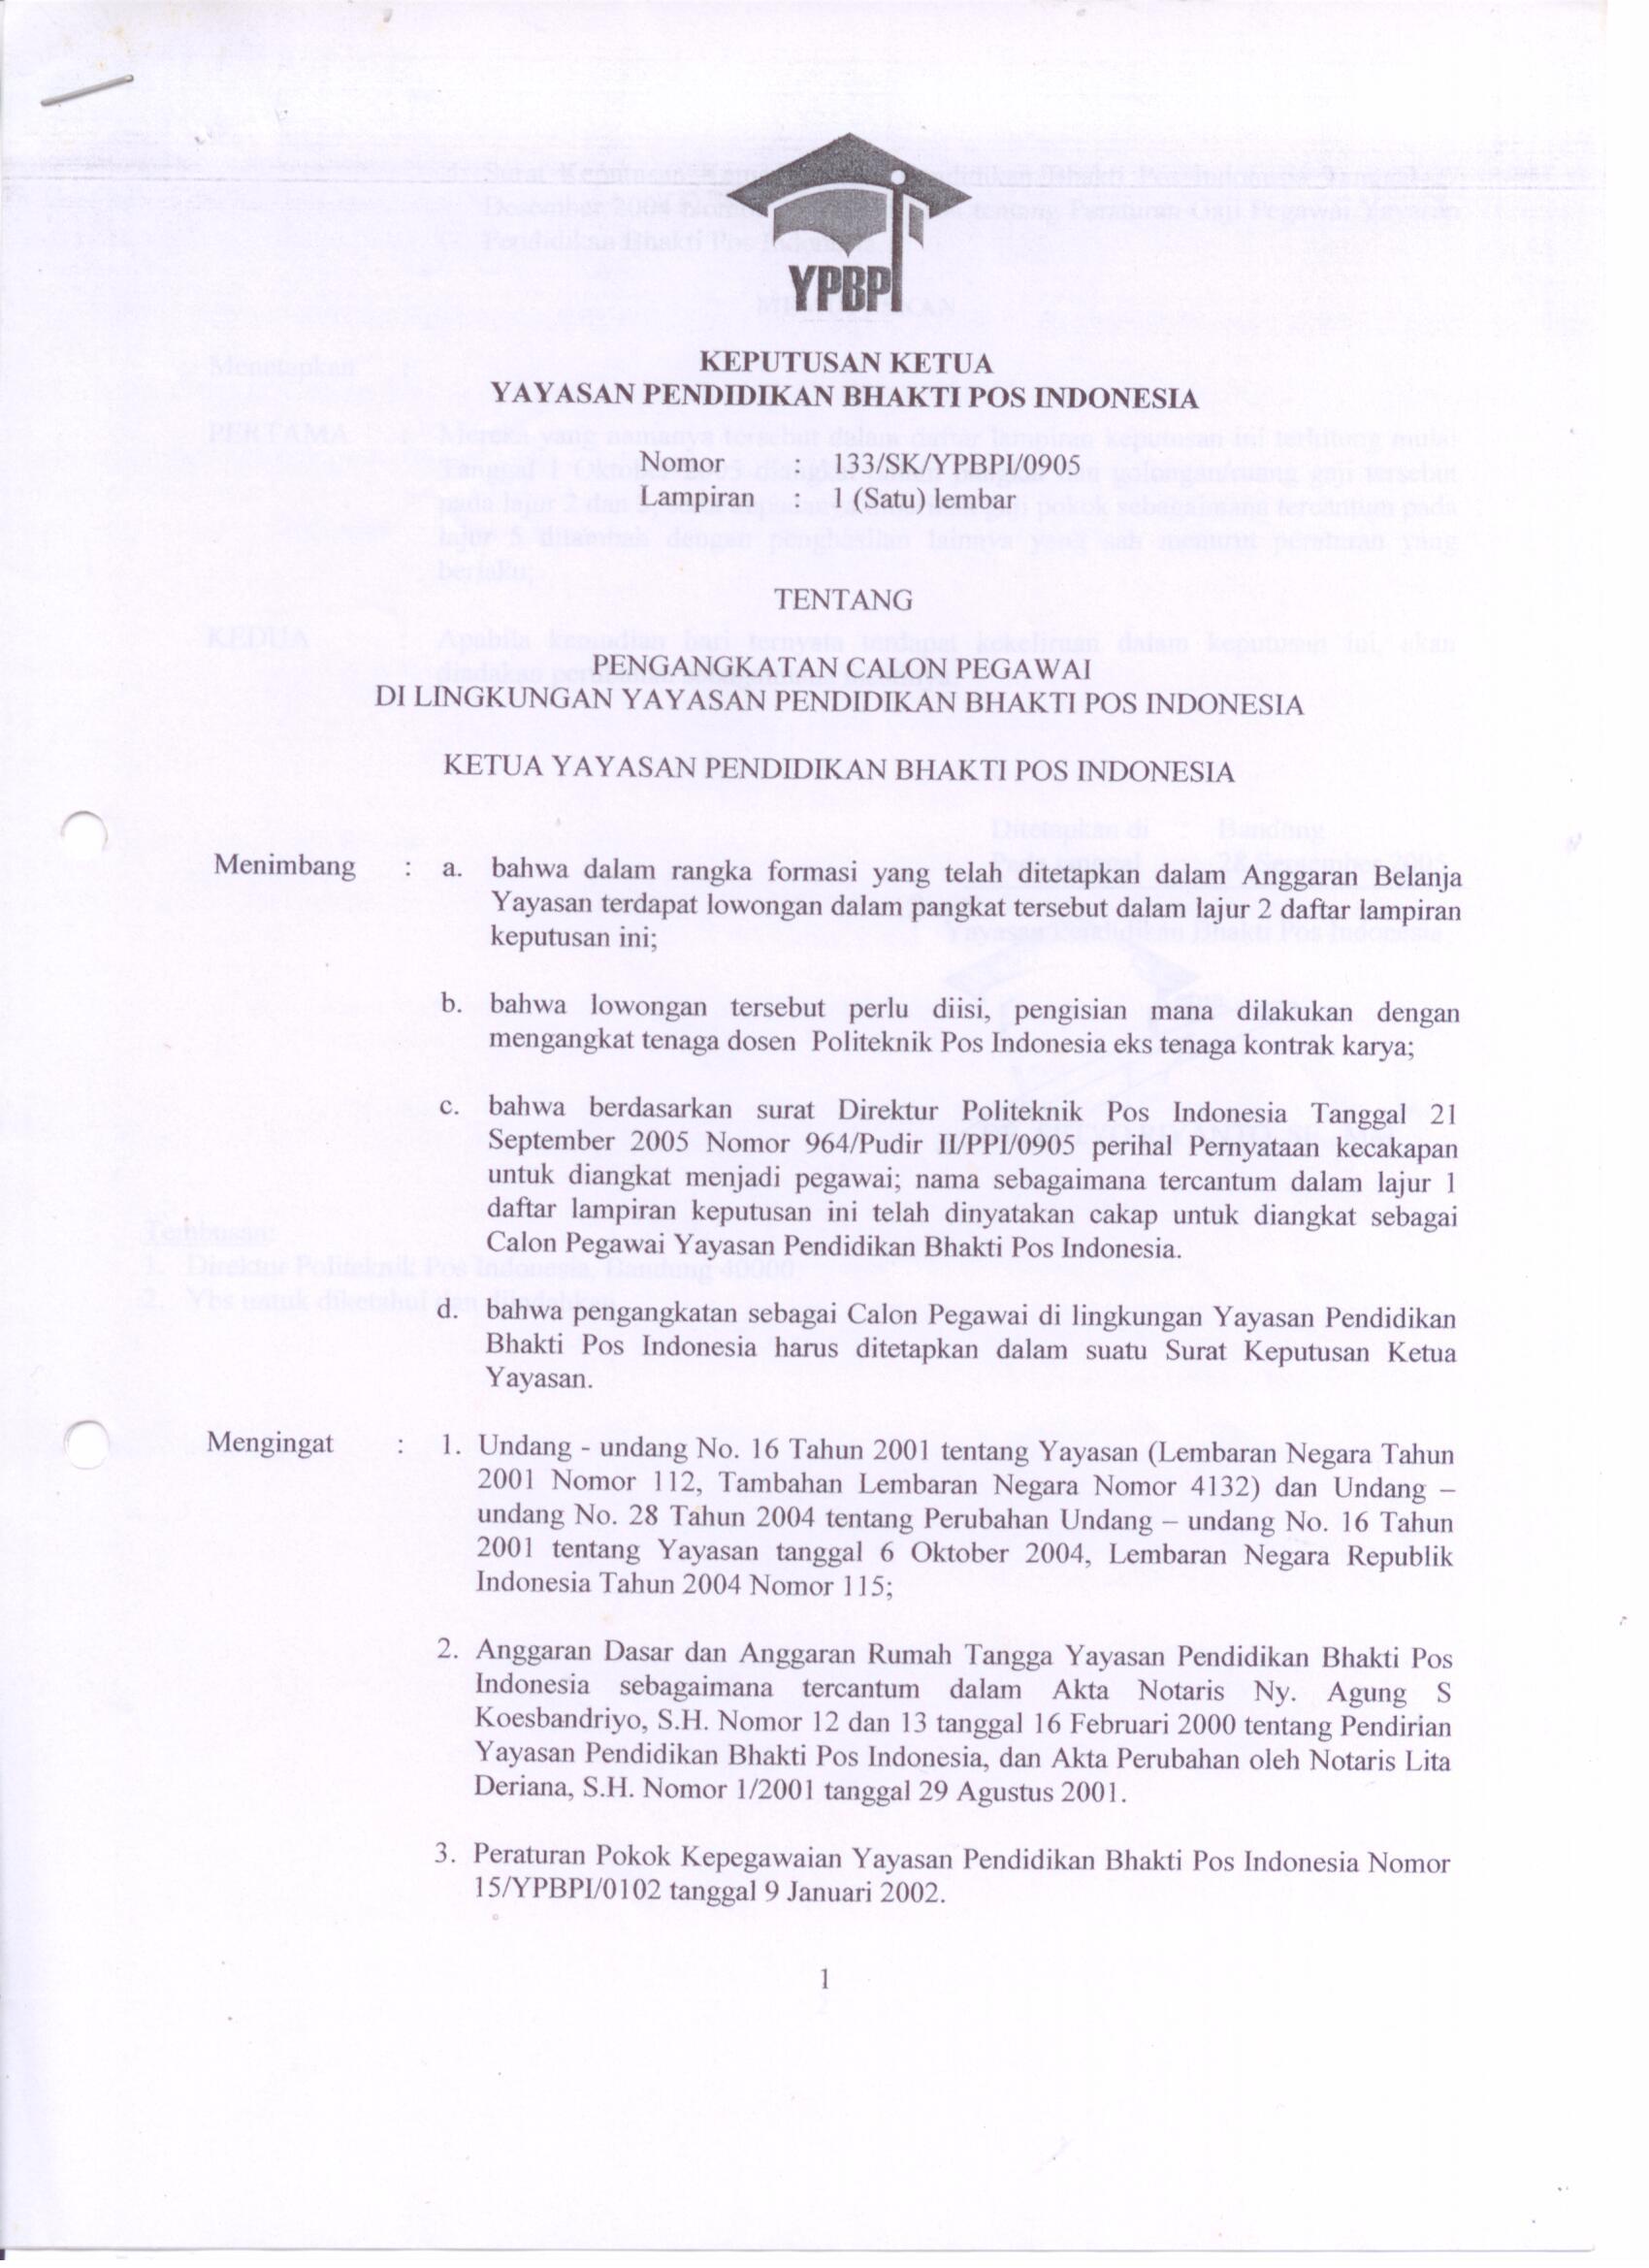 YPBPI
KEPUTUSAN KETUA
YAYASAN PENDIDIKAN BHAKTI POS INDONESIA
Nomor : 133/SK/YPBPI/0905
Lampiran : 1 (Satu) lembar
TENTANG
PENGANGKATAN CALON PEGAWAI
DI LINGKUNGAN YAYASAN PENDIDIKAN BHAKTI POS INDONESIA
KETUA YAYASAN PENDIDIKAN BHAKTI POS INDONESIA
Menimbang : a. bahwa dalam rangka formasi yang telah ditetapkan dalam Anggaran Belanja
Yayasan terdapat lowongan dalam pangkat tersebut dalam lajur 2 daftar lampiran
keputusan ini;
b. bahwa lowongan tersebut perlu diisi, pengisian mana dilakukan dengan
mengangkat tenaga dosen Politeknik Pos Indonesia eks tenaga kontrak karya;
c. bahwa berdasarkan surat Direktur Politeknik Pos Indonesia Tanggal 21
September 2005 Nomor 964/Pudir II/PPI/0905 perihal Pernyataan kecakapan
untuk diangkat menjadi pegawai; nama sebagaimana tercantum dalam lajur 1
daftar lampiran keputusan ini telah dinyatakan cakap untuk diangkat sebagai
Calon Pegawai Yayasan Pendidikan Bhakti Pos Indonesia.
d. bahwa pengangkatan sebagai Calon Pegawai di lingkungan Yayasan Pendidikan
Bhakti Pos Indonesia harus ditetapkan dalam suatu Surat Keputusan Ketua
Yayasan.
Mengingat : 1. Undang - undang No. 16 Tahun 2001 tentang Yayasan (Lembaran Negara Tahun
2001 Nomor 112, Tambahan Lembaran Negara Nomor 4132) dan Undang –
undang No. 28 Tahun 2004 tentang Perubahan Undang – undang No. 16 Tahun
2001 tentang Yayasan tanggal 6 Oktober 2004, Lembaran Negara Republik
Indonesia Tahun 2004 Nomor 115;
2. Anggaran Dasar dan Anggaran Rumah Tangga Yayasan Pendidikan Bhakti Pos
Indonesia sebagaimana tercantum dalam Akta Notaris Ny. Agung S
Koesbandriyo, S.H. Nomor 12 dan 13 tanggal 16 Februari 2000 tentang Pendirian
Yayasan Pendidikan Bhakti Pos Indonesia, dan Akta Perubahan oleh Notaris Lita
Deriana, S.H. Nomor 1/2001 tanggal 29 Agustus 2001.
3. Peraturan Pokok Kepegawaian Yayasan Pendidikan Bhakti Pos Indonesia Nomor
15/YPBPI/0102 tanggal 9 Januari 2002.
1